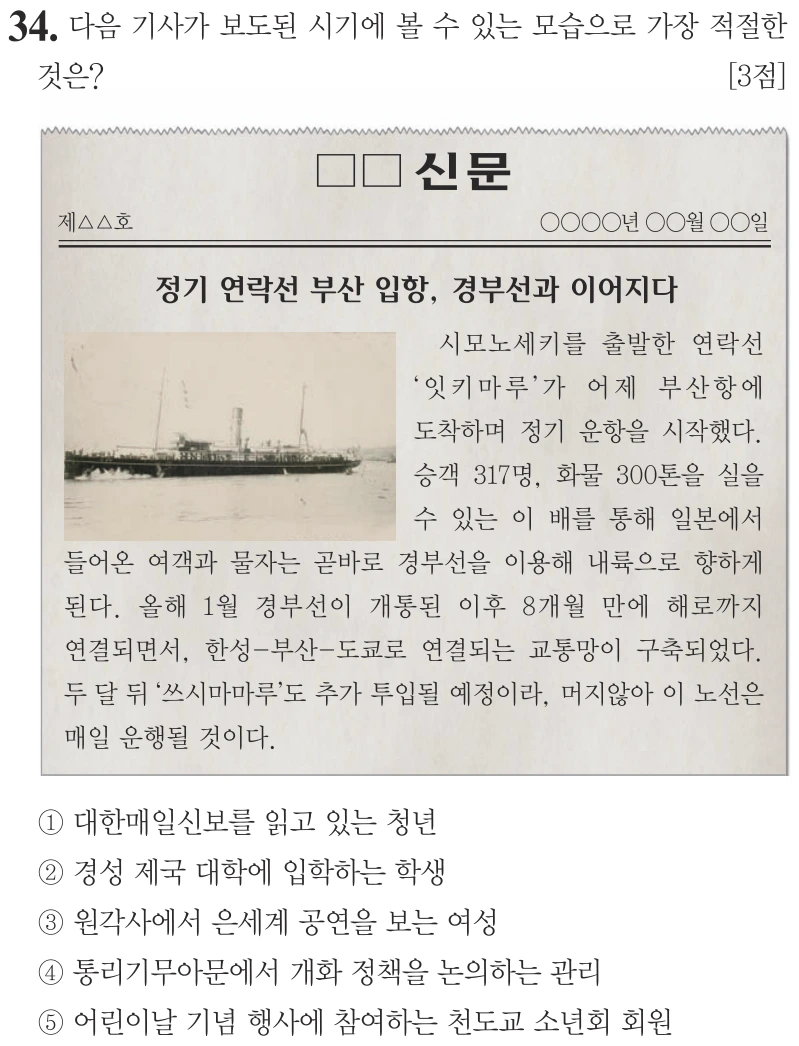 34. 다음 기사가 보도된 시기에 볼 수 있는 모습으로 가장 적절한
것은? [3점]
□□ 신문
제△△호 ○○○○년 ○○월 ○○일
정기 연락선 부산 입항, 경부선과 이어지다
시모노세키를 출발한 연락선
‘잇키마루’가 어제 부산항에
도착하며 정기 운항을 시작했다.
승객 317명, 화물 300톤을 실을
수 있는 이 배를 통해 일본에서
들어온 여객과 물자는 곧바로 경부선을 이용해 내륙으로 향하게
된다. 올해 1월 경부선이 개통된 이후 8개월 만에 해로까지
연결되면서, 한성-부산-도쿄로 연결되는 교통망이 구축되었다.
두 달 뒤 ‘쓰시마마루’도 추가 투입될 예정이라, 머지않아 이 노선은
매일 운행될 것이다.
① 대한매일신보를 읽고 있는 청년
② 경성 제국 대학에 입학하는 학생
③ 원각사에서 은세계 공연을 보는 여성
④ 통리기무아문에서 개화 정책을 논의하는 관리
⑤ 어린이날 기념 행사에 참여하는 천도교 소년회 회원